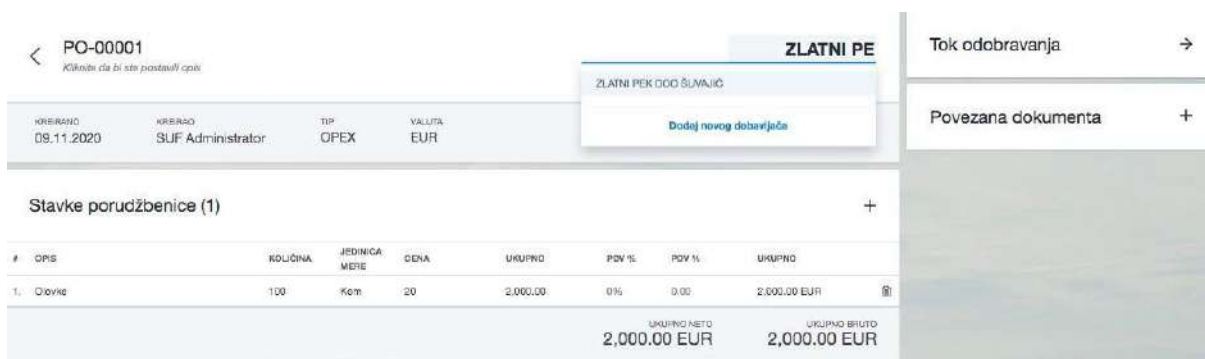 PO-00001
Kliknite da bi ste postavili opis
ZLATNI PE
ZLATNI PEK DOO ŠUVAJIĆ
Dodaj novog dobavljača
KREIRANO
09.11.2020
KREIRAO
SUF Administrator
TIP
OPEX
VALUTA
EUR
Tok odobravanja
Povezana dokumenta
Stavke porudžbenice (1)
# OPIS KOLIČINA JEDINICA MERE CENA UKUPNO PDV % PDV % UKUPNO
1. Olovke 100 Kom 20 2,000.00 0% 0.00 2,000.00 EUR
UKUPNO NETO
2,000.00 EUR
UKUPNO BRUTO
2,000.00 EUR